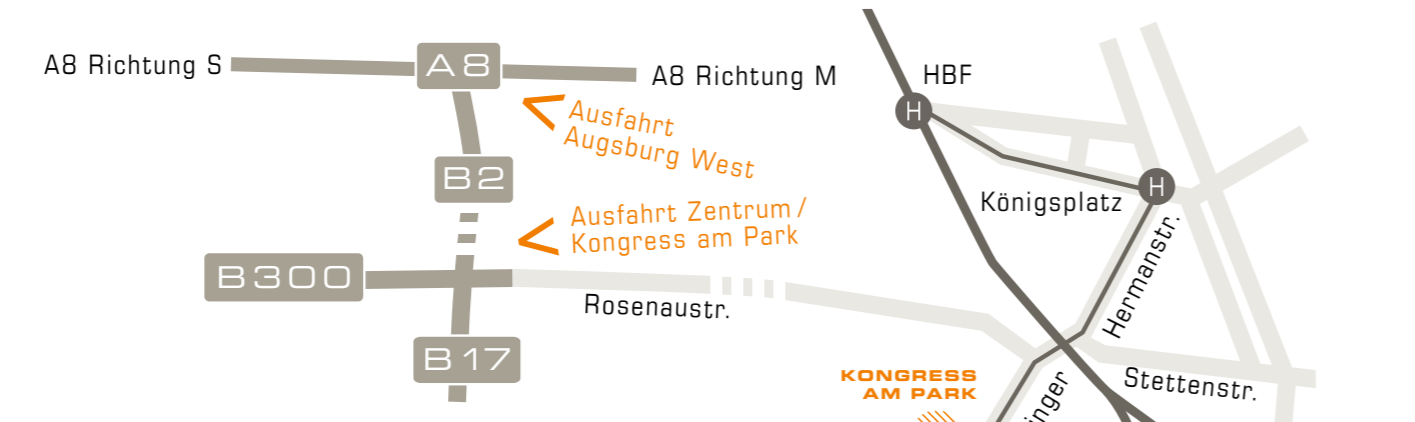 A8 Richtung S
A8
A8 Richtung M
HBF
H
Ausfahrt
Augsburg West
B2
H
Königsplatz
Ausfahrt Zentrum /
Kongress am Park
Hermanstr.
B300
Rosenaustr.
B17
KONGRESS
AM PARK
Stettenstr.
inger